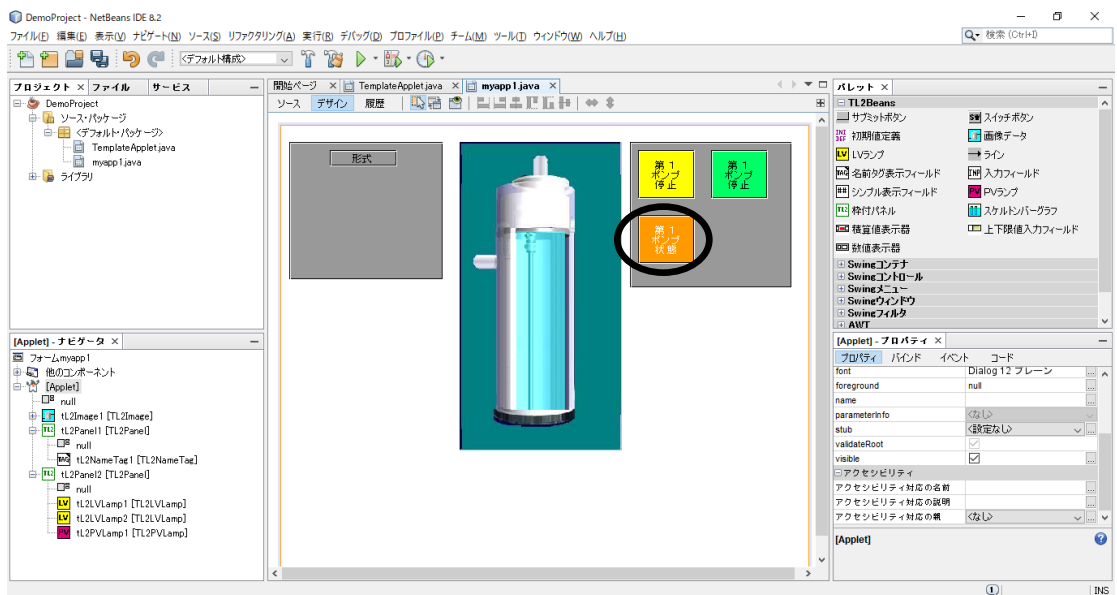 DemoProject - NetBeans IDE 8.2
ファイル(F) 編集(E) 表示(V) ナビゲート(N) ソース(S) リファクタリング(A) 実行(R) デバッグ(D) プロファイル(P) チーム(M) ツール(T) ウィンドウ(W) ヘルプ(H)
検索 (Ctrl+I)
<デフォルト構成>
プロジェクト × ファイル サービス
DemoProject
ソース・パッケージ
<デフォルト・パッケージ>
TemplateApplet.java
myapp1.java
ライブラリ
[Applet] - ナビゲータ ×
フォームmyapp1
他のコンポーネント
[Applet]
null
tL2Image1 [TL2Image]
tL2Panel1 [TL2Panel]
null
tL2NameTag1 [TL2NameTag]
tL2Panel2 [TL2Panel]
null
tL2LVLamp1 [TL2LVLamp]
tL2LVLamp2 [TL2LVLamp]
tL2PVLamp1 [TL2PVLamp]
開始ページ × TemplateApplet.java × myapp1.java ×
ソース デザイン 履歴
形式
第1
ポンプ
停止
第1
ポンプ
停止
第1
ポンプ
状態
パレット ×
TL2Beans
サブミットボタン スイッチボタン
初期値定義 画像データ
LVランプ ライン
名前タグ表示フィールド 入力フィールド
シンプル表示フィールド PVランプ
枠付パネル スケルトンバーグラフ
積算値表示器 上下限値入力フィールド
数値表示器
Swingコンテナ
Swingコントロール
Swingメニュー
Swingウィンドウ
Swingフィルタ
AWT
[Applet] - プロパティ ×
プロパティ バインド イベント コード
font Dialog 12 プレーン
foreground null
name
parameterInfo <なし>
stub <設定なし>
validateRoot
visible
アクセシビリティ
アクセシビリティ対応の名前
アクセシビリティ対応の説明
アクセシビリティ対応の親 <なし>
[Applet]
1 INS